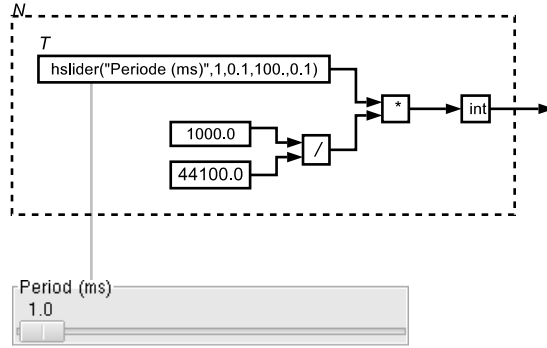 N
T
hslider("Periode (ms)",1,0.1,100.,0.1)
*
int
1000.0
/
44100.0
Period (ms)
1.0